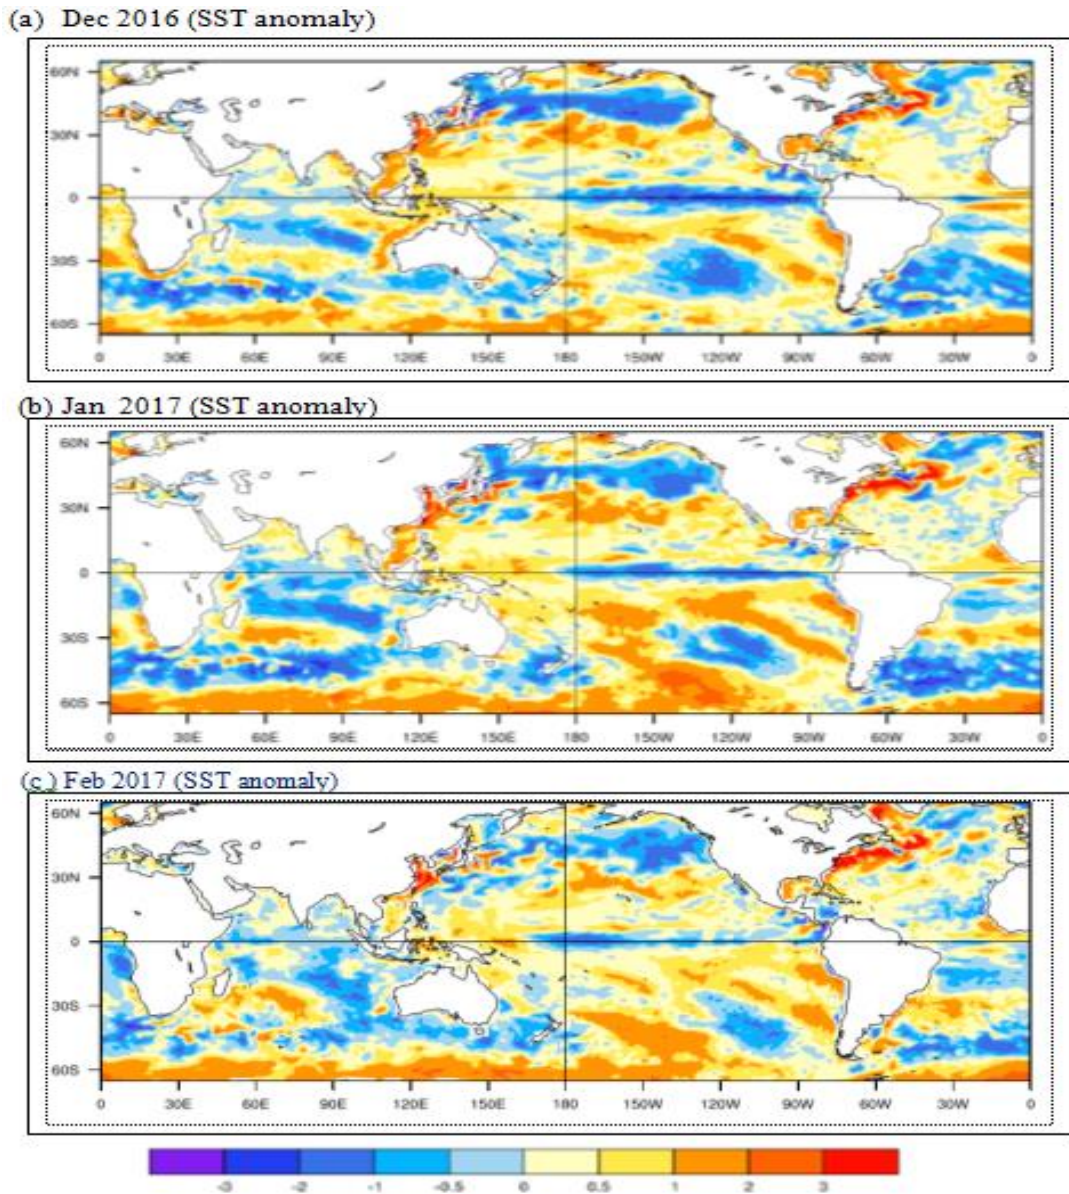 (a) Dec 2016 (SST anomaly)
60N
30N
0
30S
60S
0 30E 60E 90E 120E 150E 180 150W 120W 90W 60W 30W 0
(b) Jan 2017 (SST anomaly)
60N
30N
0
30S
60S
0 30E 60E 90E 120E 150E 180 150W 120W 90W 60W 30W 0
(c ) Feb 2017 (SST anomaly)
60N
30N
0
30S
60S
0 30E 60E 90E 120E 150E 180 150W 120W 90W 60W 30W 0
-3 -2 -1 -0.5 0 0.5 1 2 3